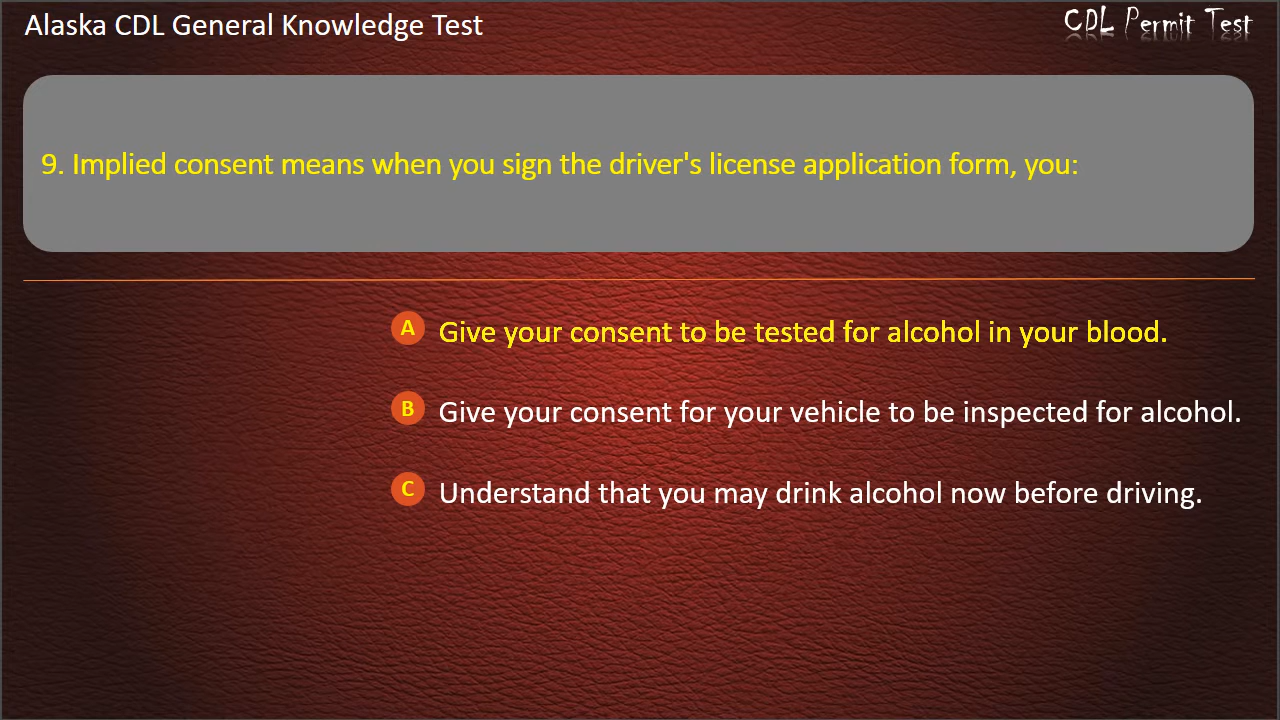 Alaska CDL General Knowledge Test
CDL Permit Test
9. Implied consent means when you sign the driver's license application form, you:
A Give your consent to be tested for alcohol in your blood.
B Give your consent for your vehicle to be inspected for alcohol.
C Understand that you may drink alcohol now before driving.